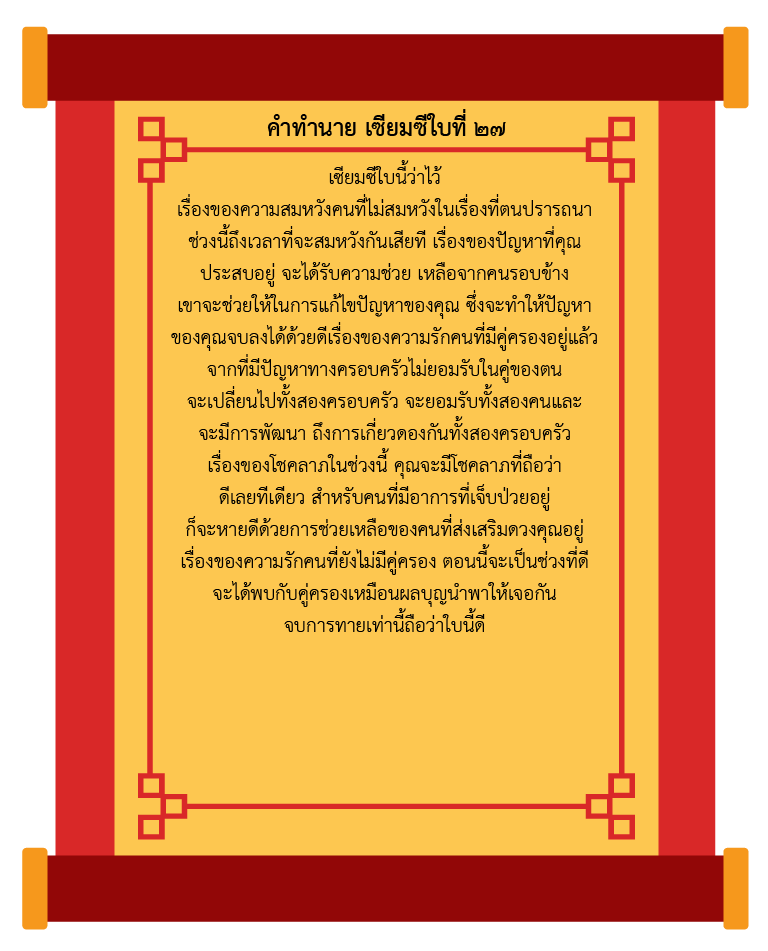 คำทำนาย เซียมซีใบที่ ๒๗
เซียมซีใบนี้ว่าไว้
เรื่องของความสมหวังคนที่ไม่สมหวังในเรื่องที่ตนปรารถนา
ช่วงนี้ถึงเวลาที่จะสมหวังกันเสียที เรื่องของปัญหาที่คุณ
ประสบอยู่ จะได้รับความช่วย เหลือจากคนรอบข้าง
เขาจะช่วยให้ในการแก้ไขปัญหาของคุณ ซึ่งจะทำให้ปัญหา
ของคุณจบลงได้ด้วยดีเรื่องของความรักคนที่มีคู่ครองอยู่แล้ว
จากที่มีปัญหาทางครอบครัวไม่ยอมรับในคู่ของตน
จะเปลี่ยนไปทั้งสองครอบครัว จะยอมรับทั้งสองคนและ
จะมีการพัฒนา ถึงการเกี่ยวดองกันทั้งสองครอบครัว
เรื่องของโชคลาภในช่วงนี้ คุณจะมีโชคลาภที่ถือว่า
ดีเลยทีเดียว สำหรับคนที่มีอาการที่เจ็บป่วยอยู่
ก็จะหายดีด้วยการช่วยเหลือของคนที่ส่งเสริมดวงคุณอยู่
เรื่องของความรักคนที่ยังไม่มีคู่ครอง ตอนนี้จะเป็นช่วงที่ดี
จะได้พบกับคู่ครองเหมือนผลบุญนำพาให้เจอกัน
จบการทายเท่านี้ถือว่าใบนี้ดี